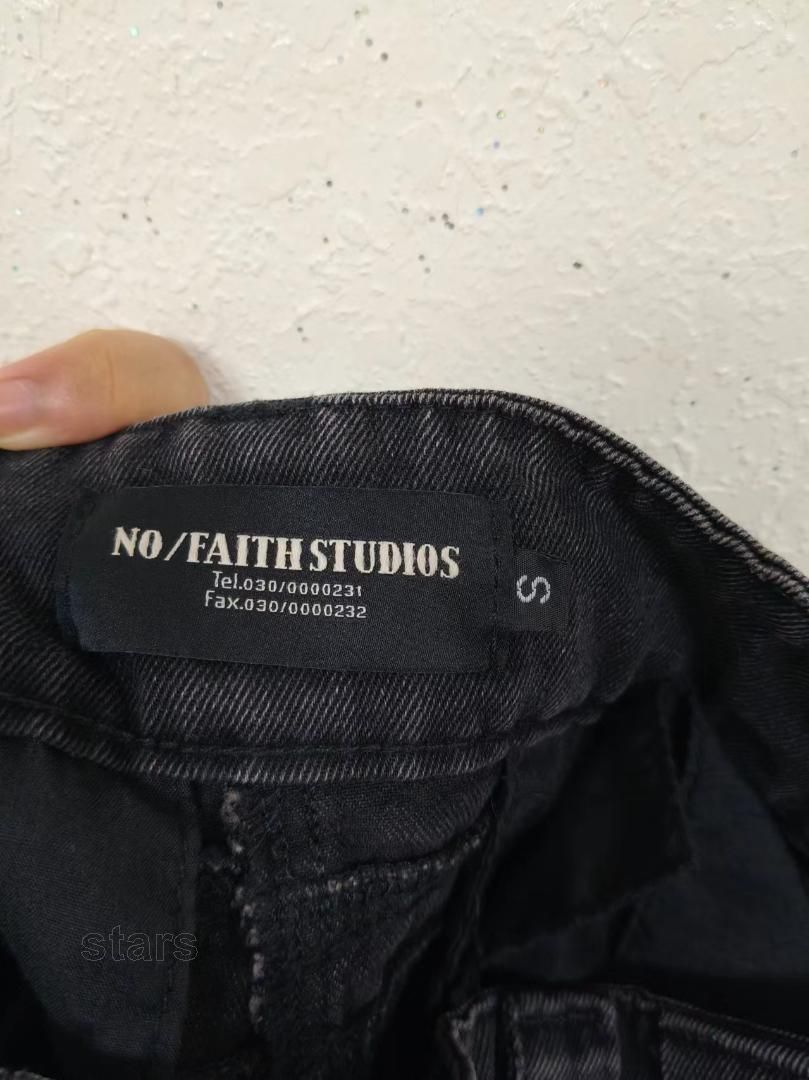 NO/FAITH STUDIOS
Tel.030/0000231
Fax.030/0000232
S
stars